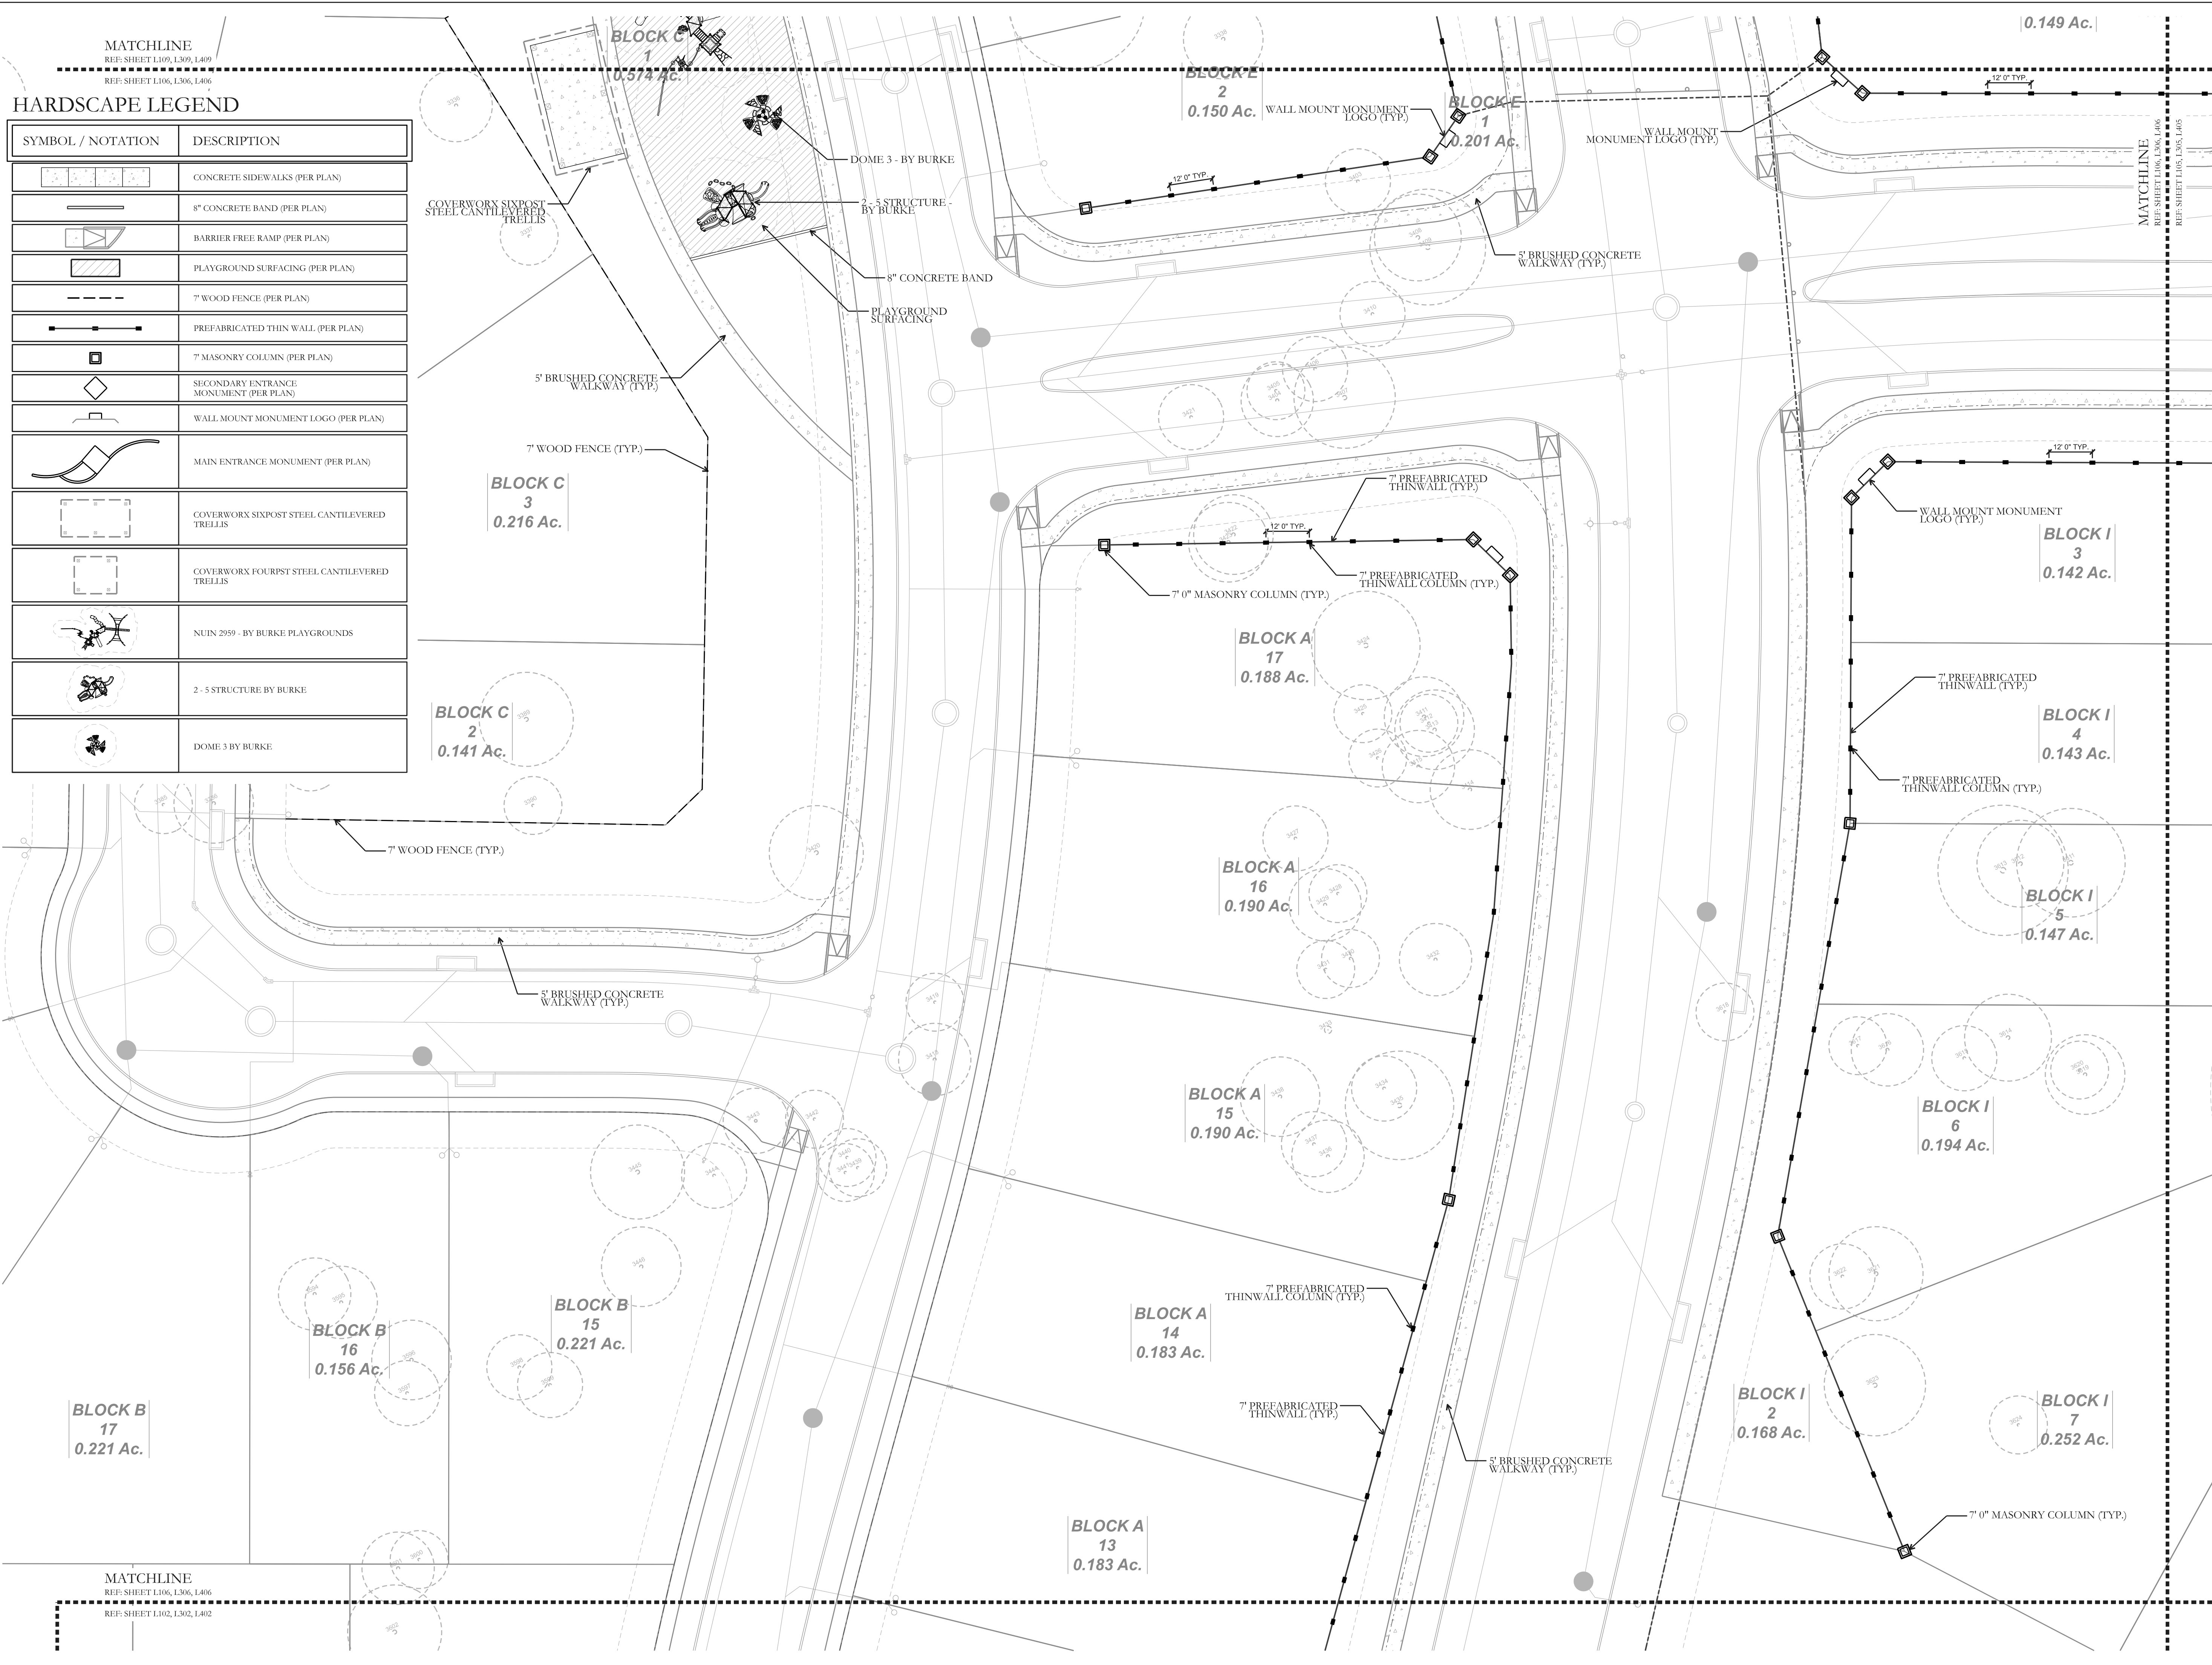 MATCHLINE
REF: SHEET L109, L309, L409
REF: SHEET L106, L306, L406
HARDSCAPE LEGEND
SYMBOL / NOTATION
DESCRIPTION
CONCRETE SIDEWALKS (PER PLAN)
8" CONCRETE BAND (PER PLAN)
BARRIER FREE RAMP (PER PLAN)
PLAYGROUND SURFACING (PER PLAN)
7' WOOD FENCE (PER PLAN)
PREFABRICATED THIN WALL (PER PLAN)
7' MASONRY COLUMN (PER PLAN)
SECONDARY ENTRANCE
MONUMENT (PER PLAN)
WALL MOUNT MONUMENT LOGO (PER PLAN)
MAIN ENTRANCE MONUMENT (PER PLAN)
COVERWORX SIXPOST STEEL CANTILEVERED
TRELLIS
COVERWORX FOURPST STEEL CANTILEVERED
TRELLIS
NUIN 2959 - BY BURKE PLAYGROUNDS
2 - 5 STRUCTURE BY BURKE
DOME 3 BY BURKE
BLOCK C
1
0.574 Ac.
DOME 3 - BY BURKE
COVERWORX SIXPOST
STEEL CANTILEVERED
TRELLIS
2 - 5 STRUCTURE -
BY BURKE
8" CONCRETE BAND
PLAYGROUND
SURFACING
5' BRUSHED CONCRETE
WALKWAY (TYP.)
7' WOOD FENCE (TYP.)
BLOCK C
3
0.216 Ac.
BLOCK C
2
0.141 Ac.
7' WOOD FENCE (TYP.)
5' BRUSHED CONCRETE
WALKWAY (TYP.)
BLOCK E
2
0.150 Ac.
WALL MOUNT MONUMENT
LOGO (TYP.)
BLOCK E
1
0.201 Ac.
12' 0" TYP.
5' BRUSHED CONCRETE
WALKWAY (TYP.)
WALL MOUNT
MONUMENT LOGO (TYP.)
12' 0" TYP.
0.149 Ac.
MATCHLINE
REF: SHEET L106, L306, L406
REF: SHEET L105, L305, L405
7' PREFABRICATED
THINWALL (TYP.)
12' 0" TYP.
7' PREFABRICATED
THINWALL COLUMN (TYP.)
7' 0" MASONRY COLUMN (TYP.)
BLOCK A
17
0.188 Ac.
BLOCK A
16
0.190 Ac.
BLOCK A
15
0.190 Ac.
7' PREFABRICATED
THINWALL COLUMN (TYP.)
BLOCK A
14
0.183 Ac.
7' PREFABRICATED
THINWALL (TYP.)
5' BRUSHED CONCRETE
WALKWAY (TYP.)
BLOCK A
13
0.183 Ac.
12' 0" TYP.
WALL MOUNT MONUMENT
LOGO (TYP.)
BLOCK I
3
0.142 Ac.
7' PREFABRICATED
THINWALL (TYP.)
BLOCK I
4
0.143 Ac.
7' PREFABRICATED
THINWALL COLUMN (TYP.)
BLOCK I
5
0.147 Ac.
BLOCK I
6
0.194 Ac.
BLOCK I
2
0.168 Ac.
BLOCK I
7
0.252 Ac.
7' 0" MASONRY COLUMN (TYP.)
BLOCK B
15
0.221 Ac.
BLOCK B
16
0.156 Ac.
BLOCK B
17
0.221 Ac.
MATCHLINE
REF: SHEET L106, L306, L406
REF: SHEET L102, L302, L402